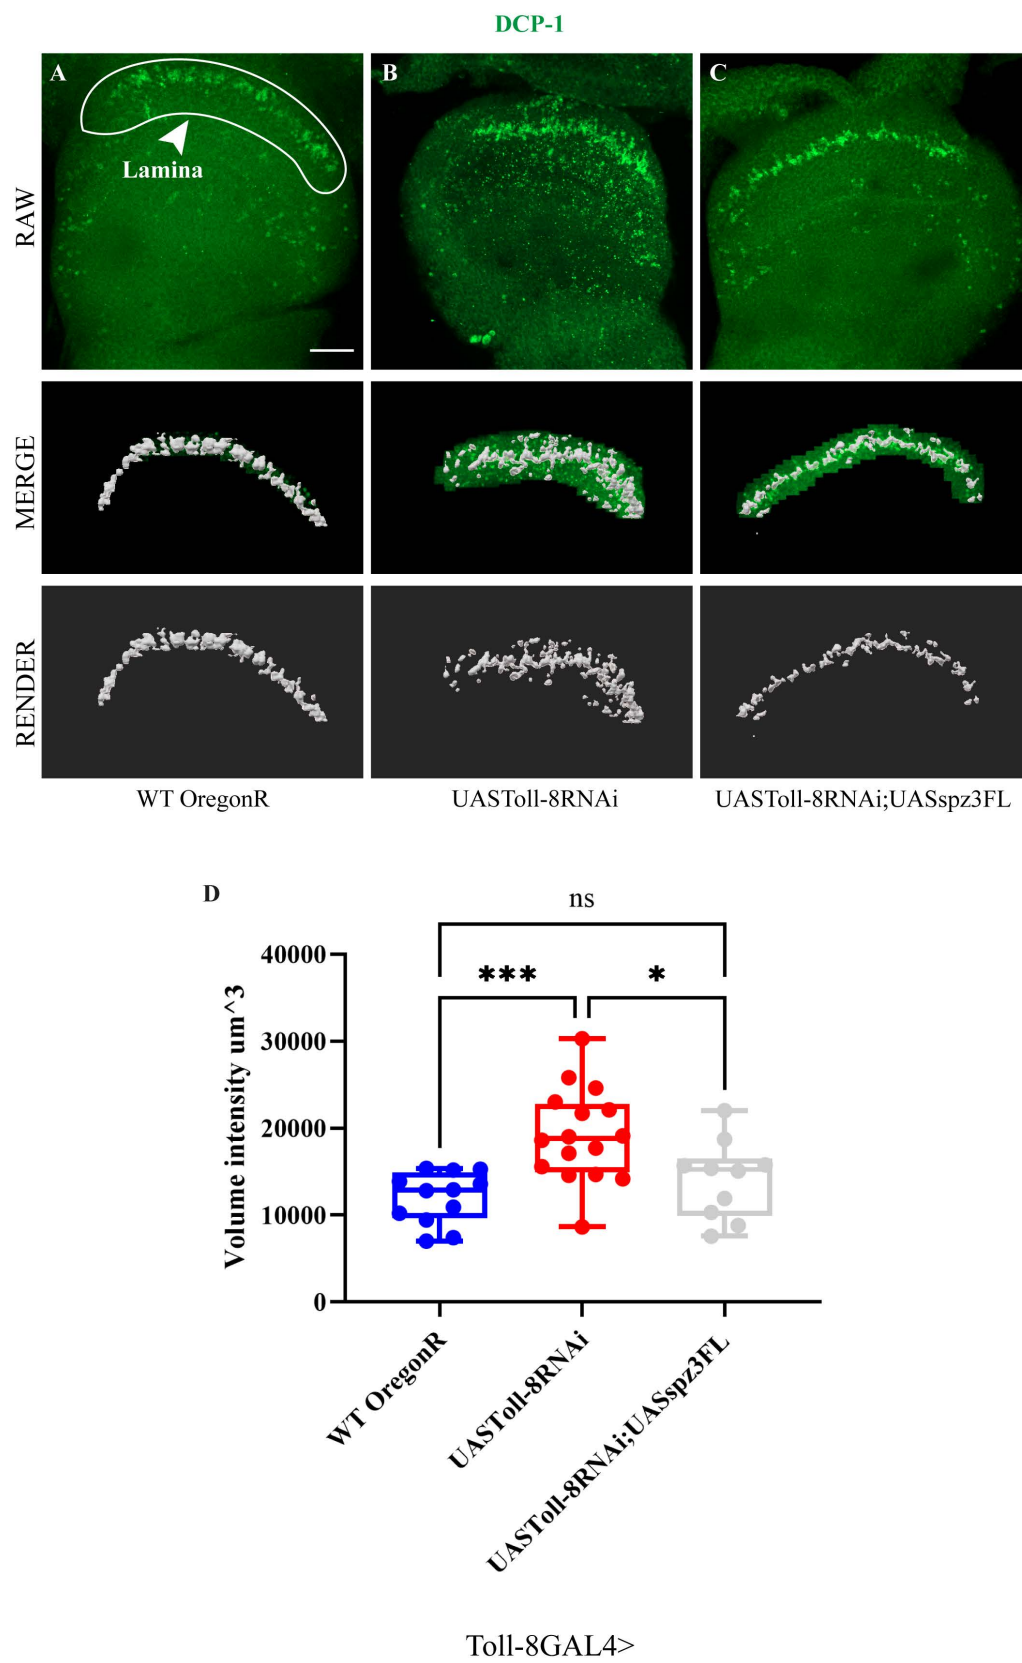 DCP-1
A
B
C
Lamina
RAW
MERGE
RENDER
WT OregonR
UASToll-8RNAi
UASToll-8RNAi;UASspz3FL
D
ns
*** *
40000
30000
20000
10000
0
Volume intensity um^3
WT OregonR
UASToll-8RNAi
UASToll-8RNAi;UASspz3FL
Toll-8GAL4>